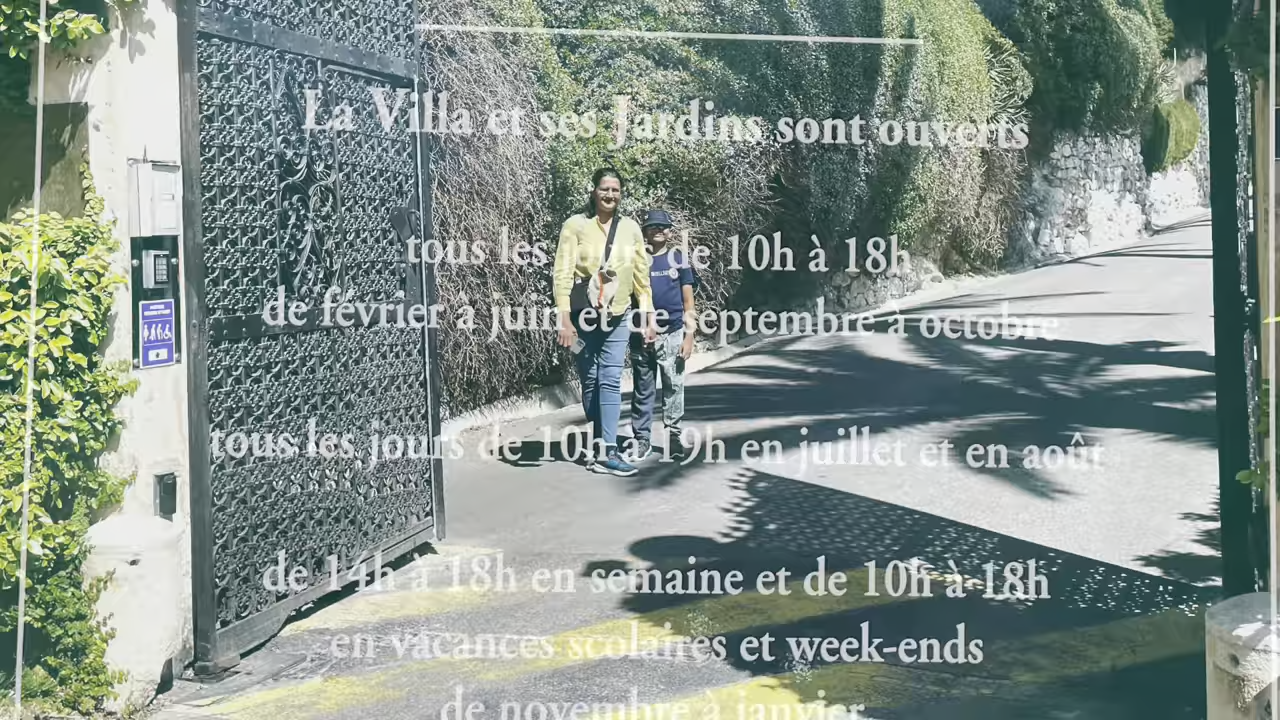 La Villa et ses Jardins sont ouverts
tous les jours de 10h à 18h
de février à juin et de septembre à octobre
tous les jours de 10h à 19h en juillet et en août
de 14h à 18h en semaine et de 10h à 18h
en vacances scolaires et week-ends
de novembre à janvier